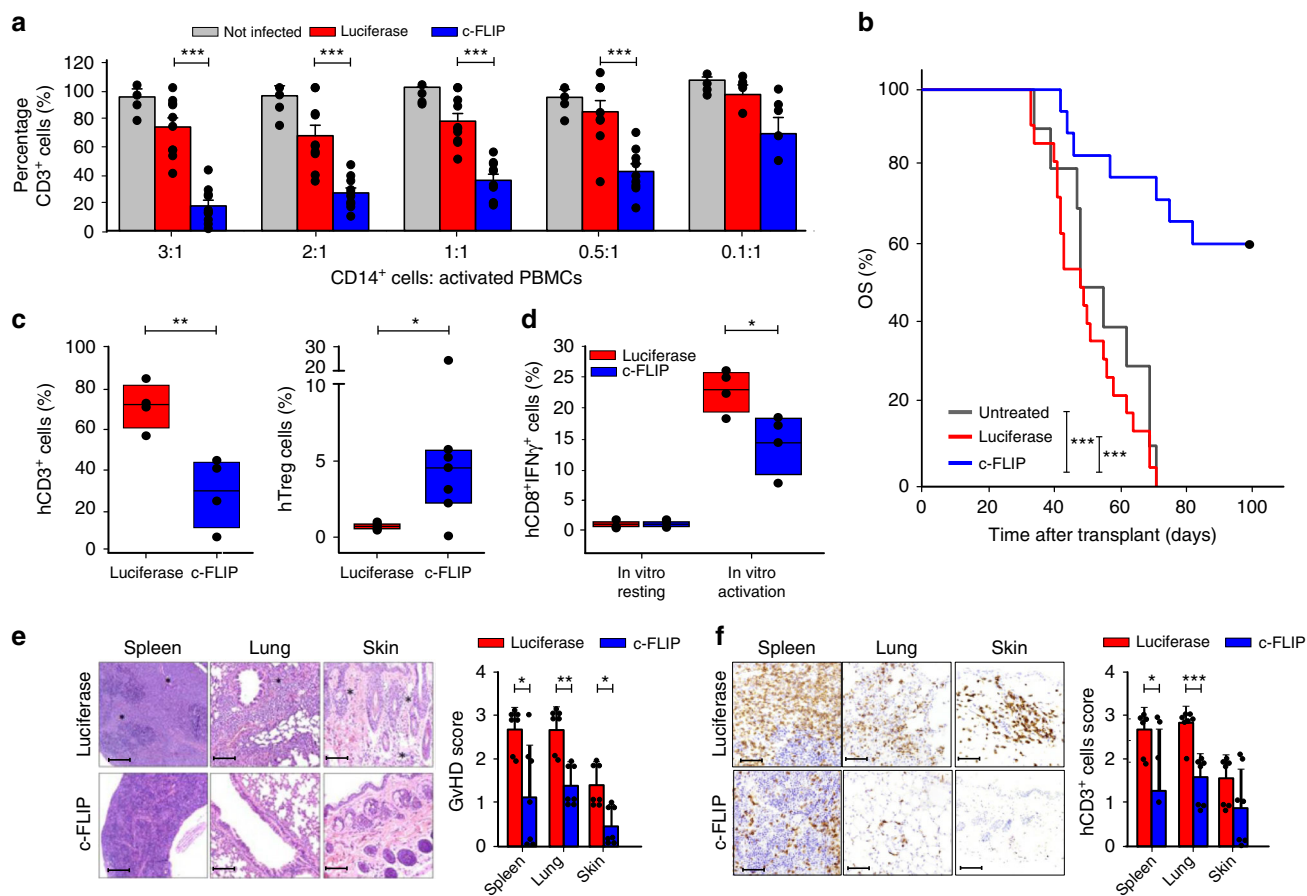 a
Not infected
Luciferase
c-FLIP
Percentage
CD3⁺ cells (%)
120
100
80
60
40
20
0
***
***
***
***
3:1
2:1
1:1
0.5:1
0.1:1
CD14⁺ cells: activated PBMCs
b
OS (%)
100
80
60
40
20
0
Untreated
Luciferase
c-FLIP
***
***
0
20
40
60
80
100
Time after transplant (days)
c
hCD3⁺ cells (%)
100
80
60
40
20
0
**
Luciferase
c-FLIP
hTreg cells (%)
30
20
10
5
0
*
Luciferase
c-FLIP
d
hCD8⁺IFNγ⁺ cells (%)
30
25
20
15
10
5
0
Luciferase
c-FLIP
*
In vitro
resting
In vitro
activation
e
Spleen
Lung
Skin
Luciferase
c-FLIP
*
*
*
*
*
Luciferase
c-FLIP
GvHD score
4
3
2
1
0
*
**
*
Spleen
Lung
Skin
f
Spleen
Lung
Skin
Luciferase
c-FLIP
Luciferase
c-FLIP
hCD3⁺ cells score
4
3
2
1
0
*
***
Spleen
Lung
Skin